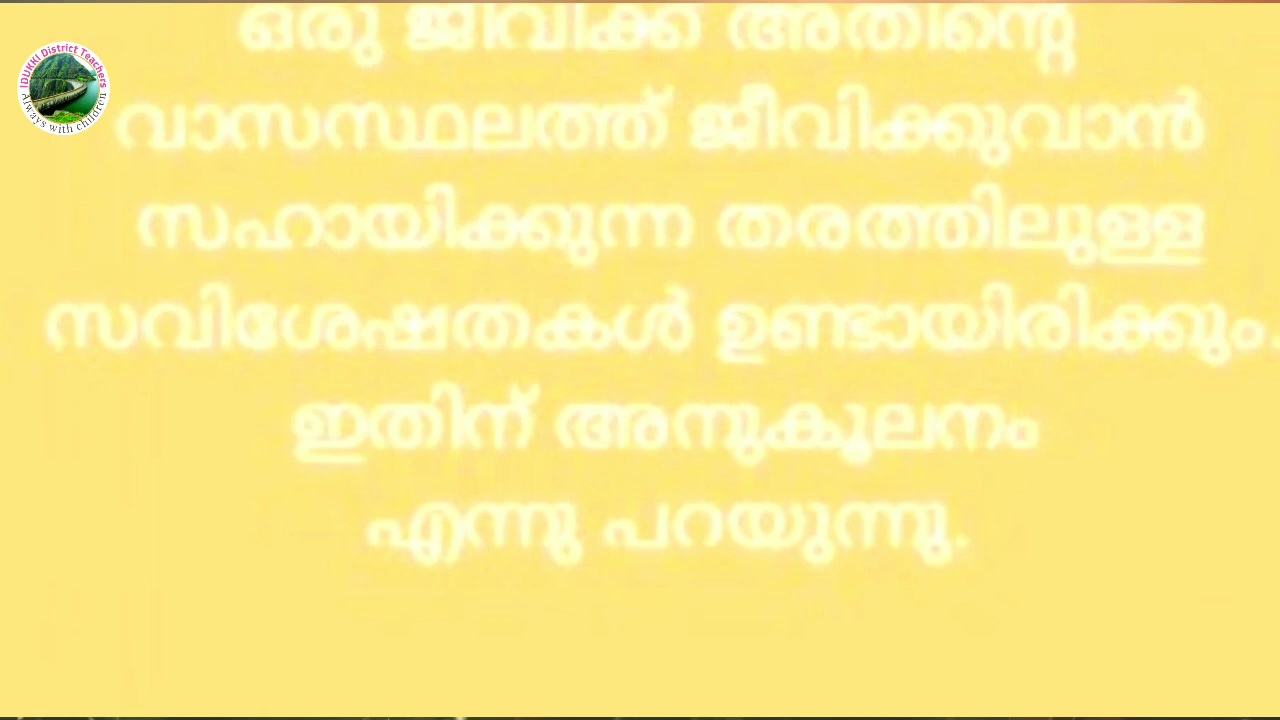 ഒരു ജീവിക്ക് അതിന്റെ
വാസസ്ഥലത്ത് ജീവിക്കുവാൻ
സഹായിക്കുന്ന തരത്തിലുള്ള
സവിശേഷതകൾ ഉണ്ടായിരിക്കും.
ഇതിന് അനുകൂലനം
എന്നു പറയുന്നു.
IDUKKI District Teachers
Always with children